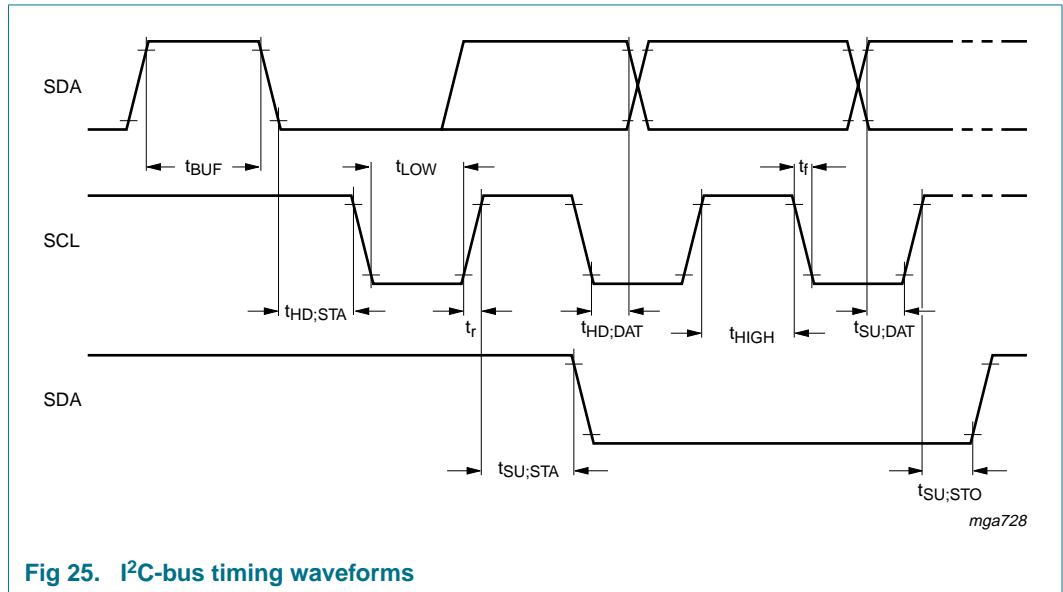 SDA
tBUF
tLOW
tf
SCL
tHD;STA
tr
tHD;DAT
tHIGH
tSU;DAT
SDA
tSU;STA
tSU;STO
mga728
Fig 25. I²C-bus timing waveforms